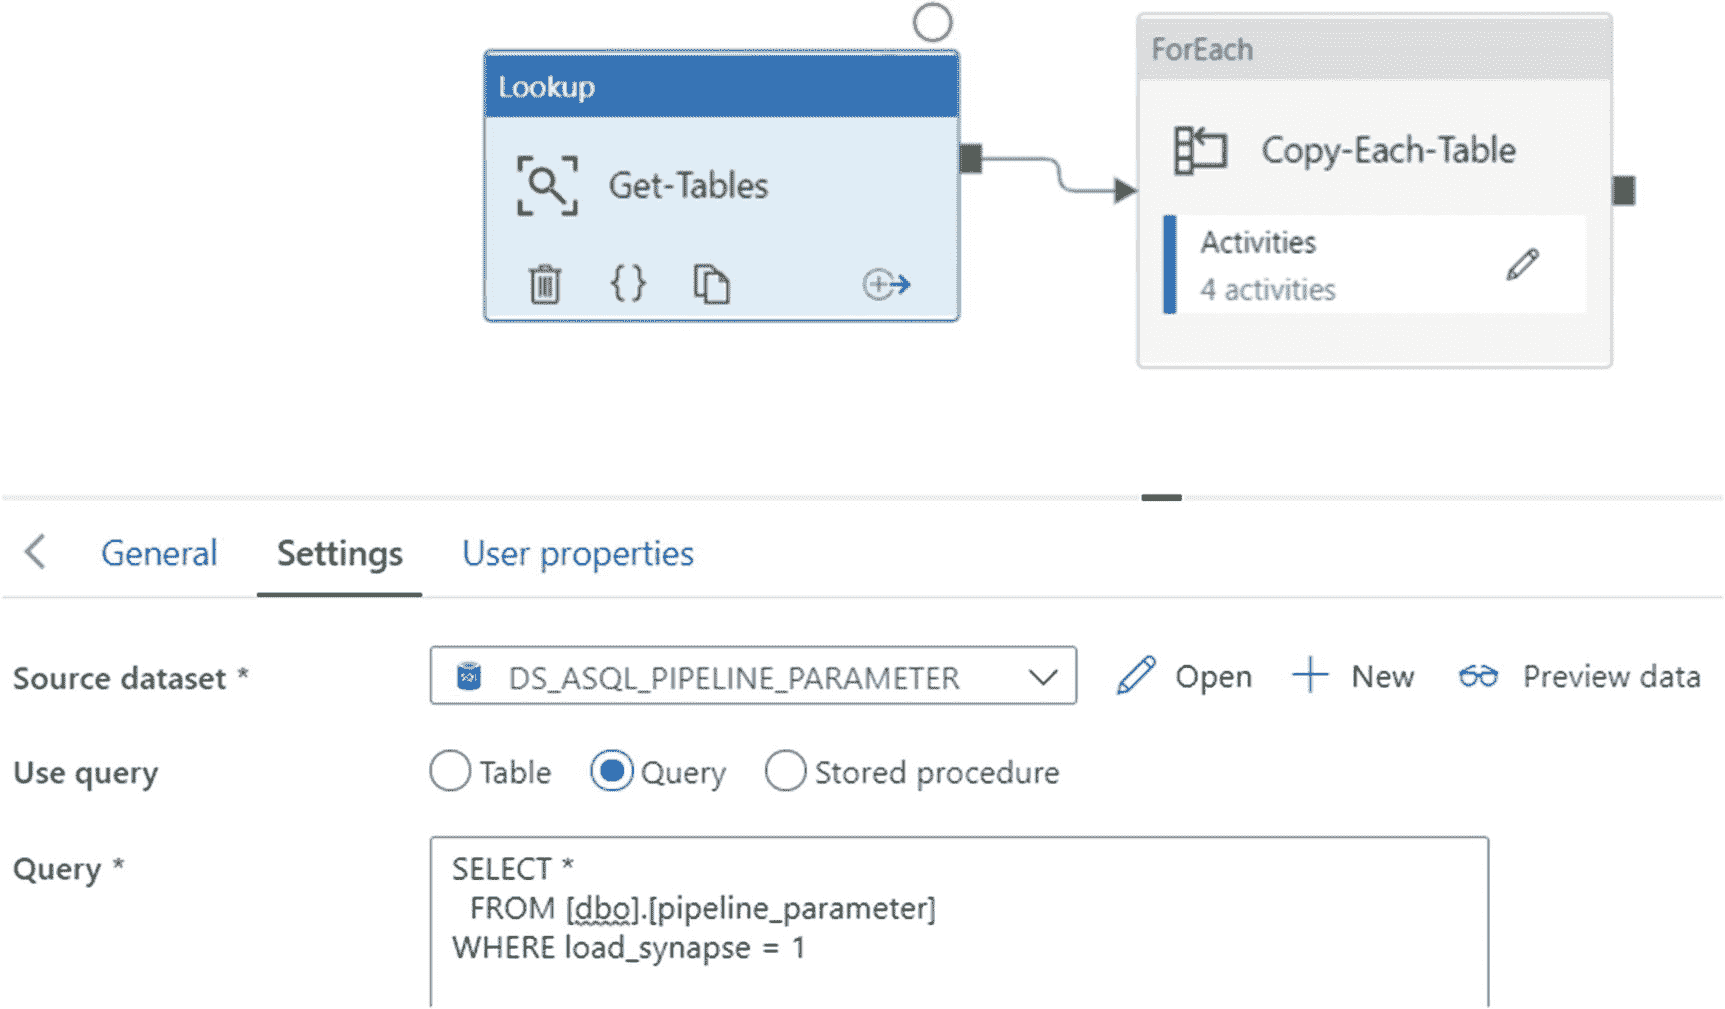 Lookup
Get-Tables
{}
ForEach
Copy-Each-Table
Activities
4 activities
General Settings User properties
Source dataset * SQL DS_ASQL_PIPELINE_PARAMETER Open New Preview data
Use query Table Query Stored procedure
Query * SELECT *
FROM [dbo].[pipeline_parameter]
WHERE load_synapse = 1